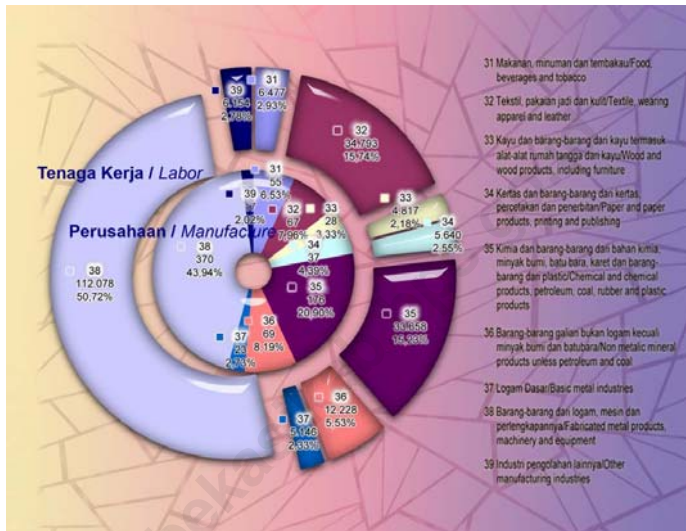 39
6.154
2.78%
31
6.477
2.93%
32
34.793
15.74%
33
4.817
2,18%
34
5.640
2.55%
35
33.658
15,23%
36
12.228
5.53%
37
5.146
2,33%
38
112.078
50.72%
Tenaga Kerja / Labor
Perusahaan / Manufacture
31
55
6.53%
39
2.02%
32
67
7,96%
33
28
3,33%
34
37
4,39%
35
176
20,90%
36
69
8.19%
37
2,73%
38
370
43,94%
31 Makanan, minuman dan tembakau/Food,
beverages and tobacco
32 Tekstil, pakaian jadi dan kulit/Textile, wearing
apparel and leather
33 Kayu dan barang-barang dari kayu termasuk
alat-alat rumah tangga dari kayu/Wood and
wood products, including furniture
34 Kertas dan barang-barang dari kertas,
percetakan dan penerbitan/Paper and paper
products, printing and publishing
35 Kimia dan barang-barang dari bahan kimia,
minyak bumi, batu bara, karet dan barang-
barang dari plastic/Chemical and chemical
products, petroleum, coal, rubber and plastic
products
36 Barang-barang galian bukan logam kecuali
minyak bumi dan batubara/Non metalic mineral
products unless petroleum and coal
37 Logam Dasar/Basic metal industries
38 Barang-barang dari logam, mesin dan
perlengkapannya/Fabricated metal products,
machinery and equipment
39 Industri pengolahan lainnya/Other
manufacturing industries